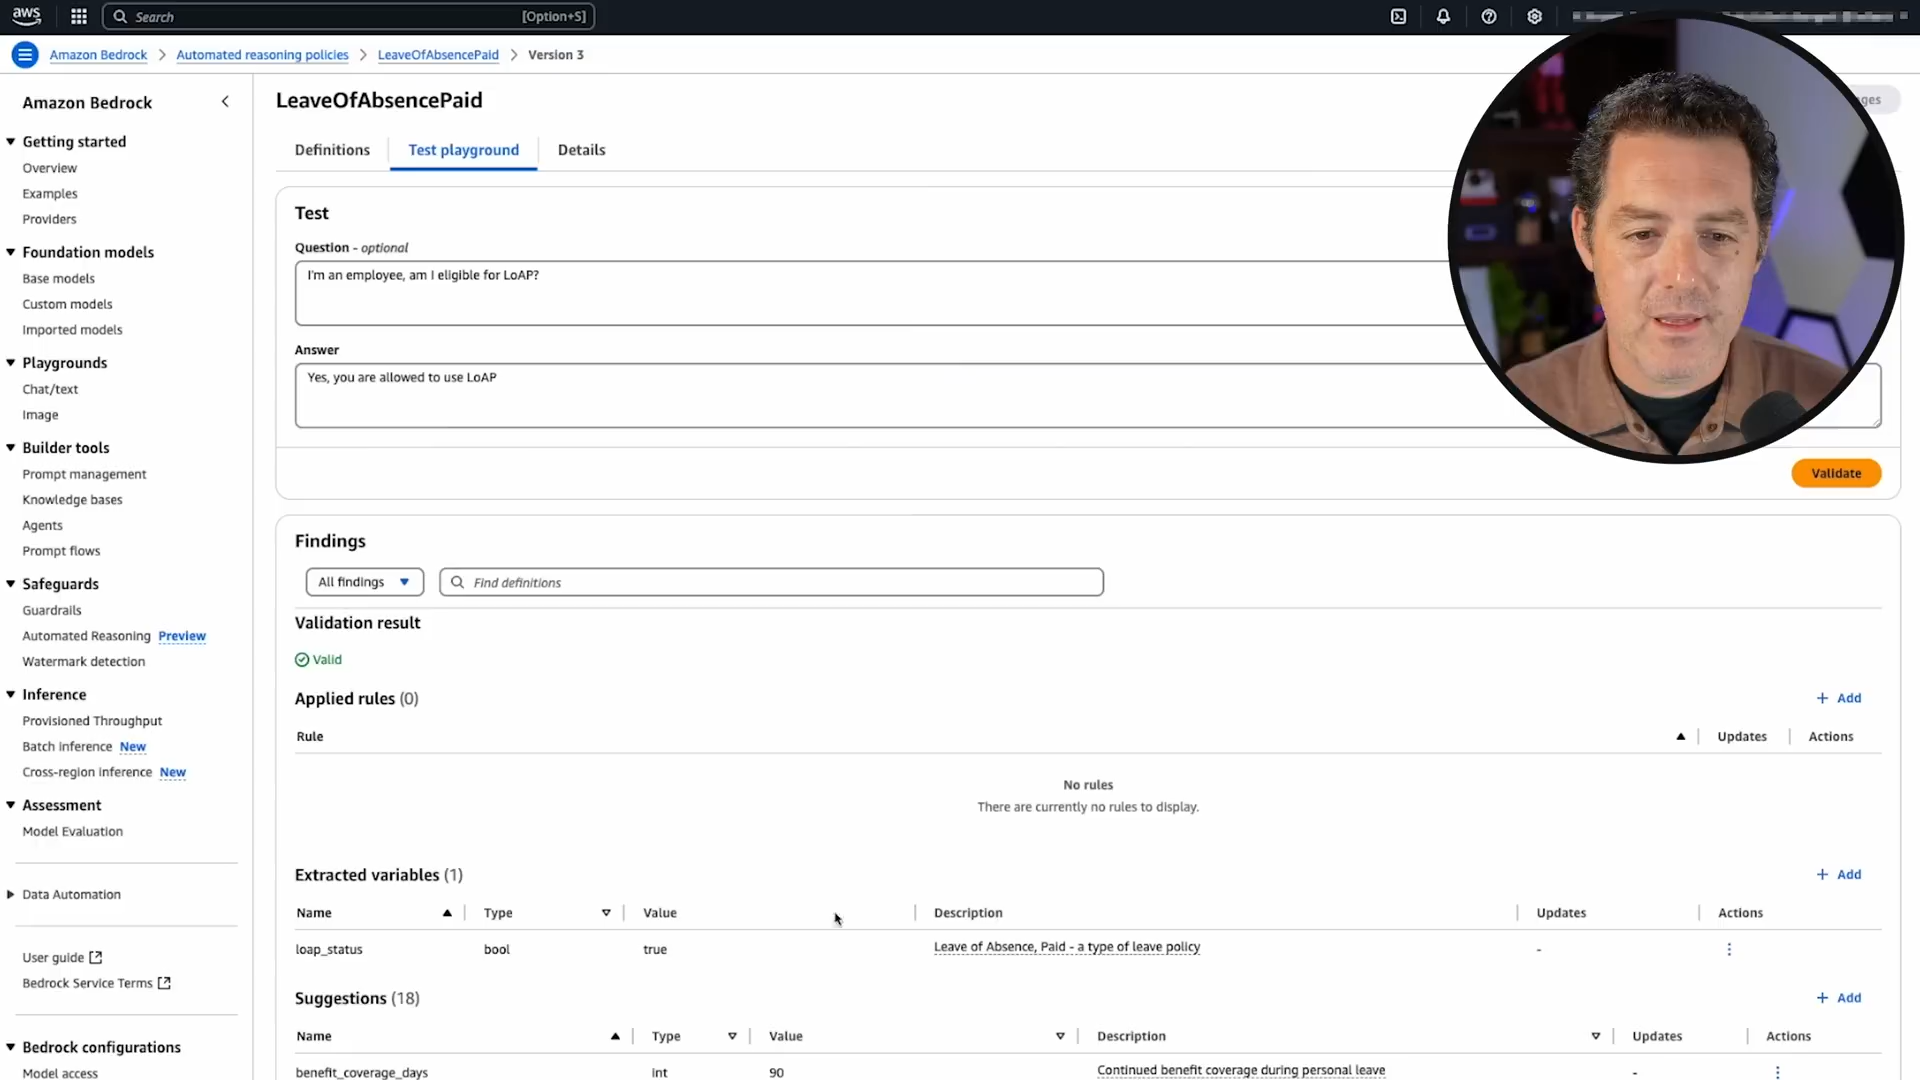 aws
Search
[Option+S]
Amazon Bedrock
Automated reasoning policies
LeaveOfAbsencePaid
Version 3
Amazon Bedrock
Getting started
Overview
Examples
Providers
Foundation models
Base models
Custom models
Imported models
Playgrounds
Chat/text
Image
Builder tools
Prompt management
Knowledge bases
Agents
Prompt flows
Safeguards
Guardrails
Automated Reasoning Preview
Watermark detection
Inference
Provisioned Throughput
Batch inference New
Cross-region inference New
Assessment
Model Evaluation
Data Automation
User guide
Bedrock Service Terms
Bedrock configurations
Model access
LeaveOfAbsencePaid
Definitions
Test playground
Details
Test
Question - optional
I'm an employee, am I eligible for LoAP?
Answer
Yes, you are allowed to use LoAP
Validate
Findings
All findings
Find definitions
Validation result
Valid
Applied rules (0)
+ Add
Rule Updates Actions
No rules
There are currently no rules to display.
Extracted variables (1)
+ Add
Name Type Value Description Updates Actions
loap_status bool true Leave of Absence, Paid - a type of leave policy -
Suggestions (18)
+ Add
Name Type Value Description Updates Actions
benefit_coverage_days int 90 Continued benefit coverage during personal leave -